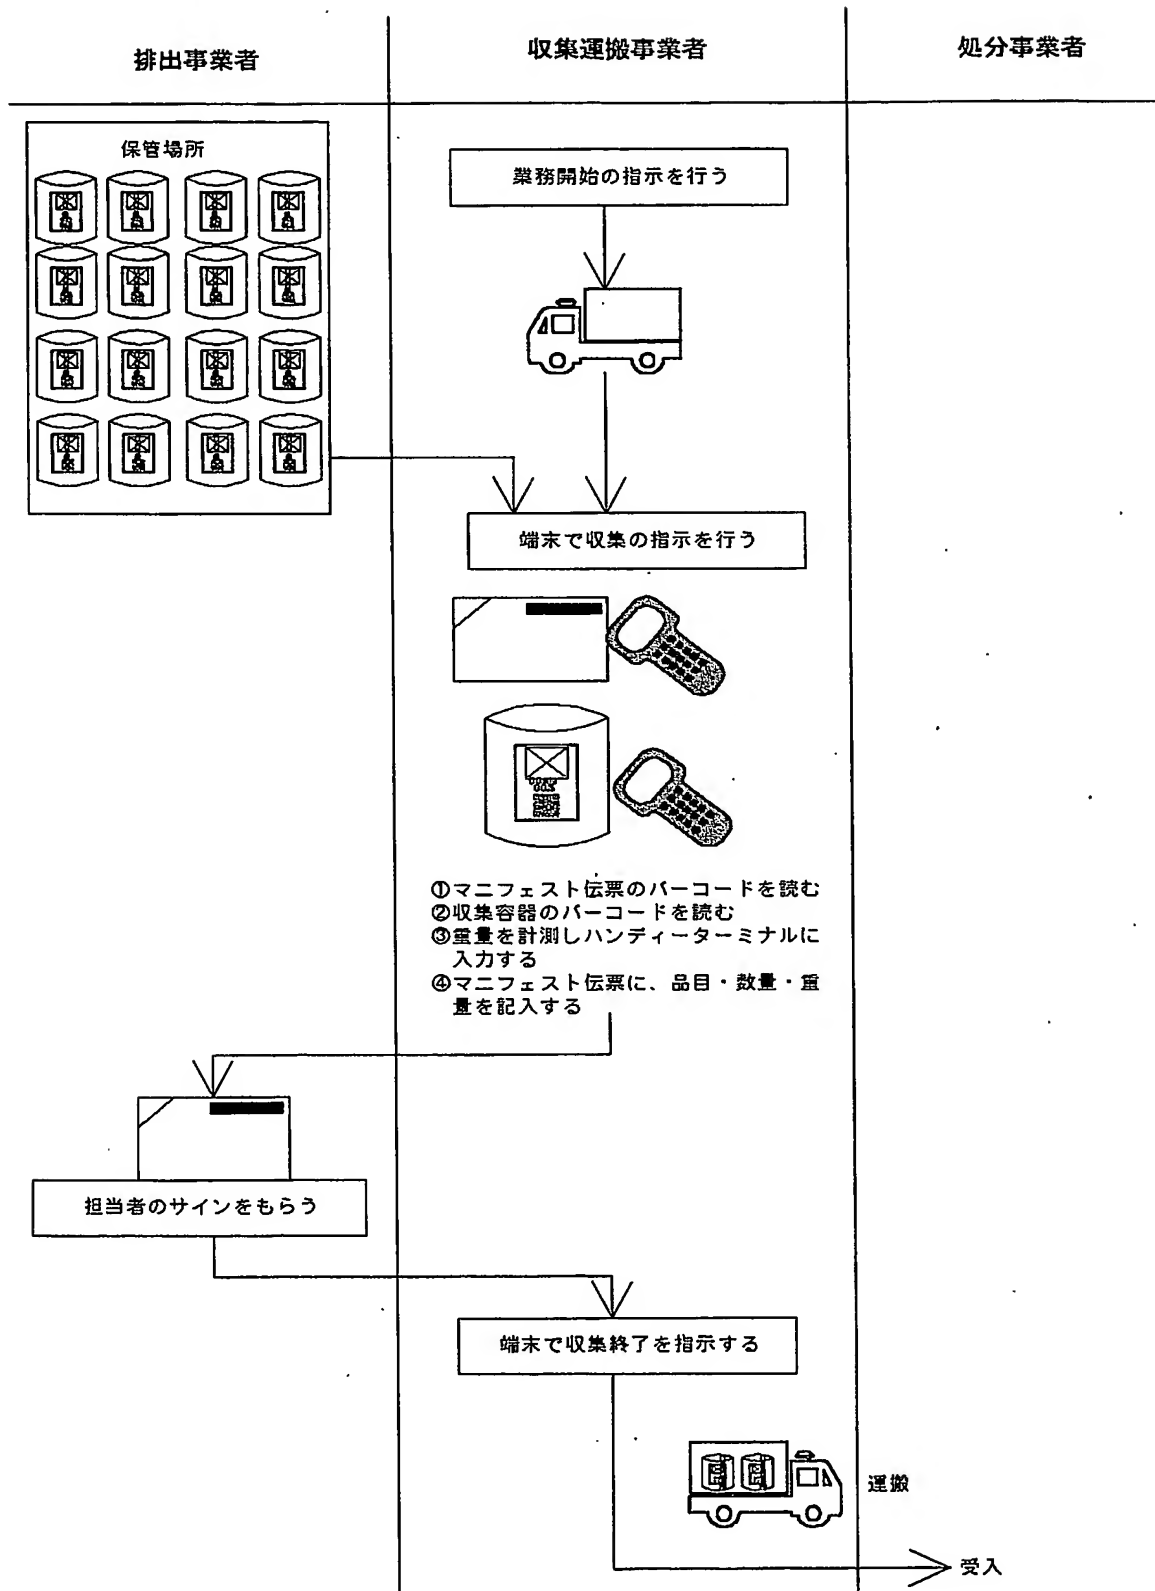 排出事業者
収集運搬事業者
処分事業者
保管場所
業務開始の指示を行う
端末で収集の指示を行う
①マニフェスト伝票のバーコードを読む
②収集容器のバーコードを読む
③重量を計測しハンディーターミナルに
入力する
④マニフェスト伝票に、品目・数量・重
量を記入する
担当者のサインをもらう
端末で収集終了を指示する
運搬
受入